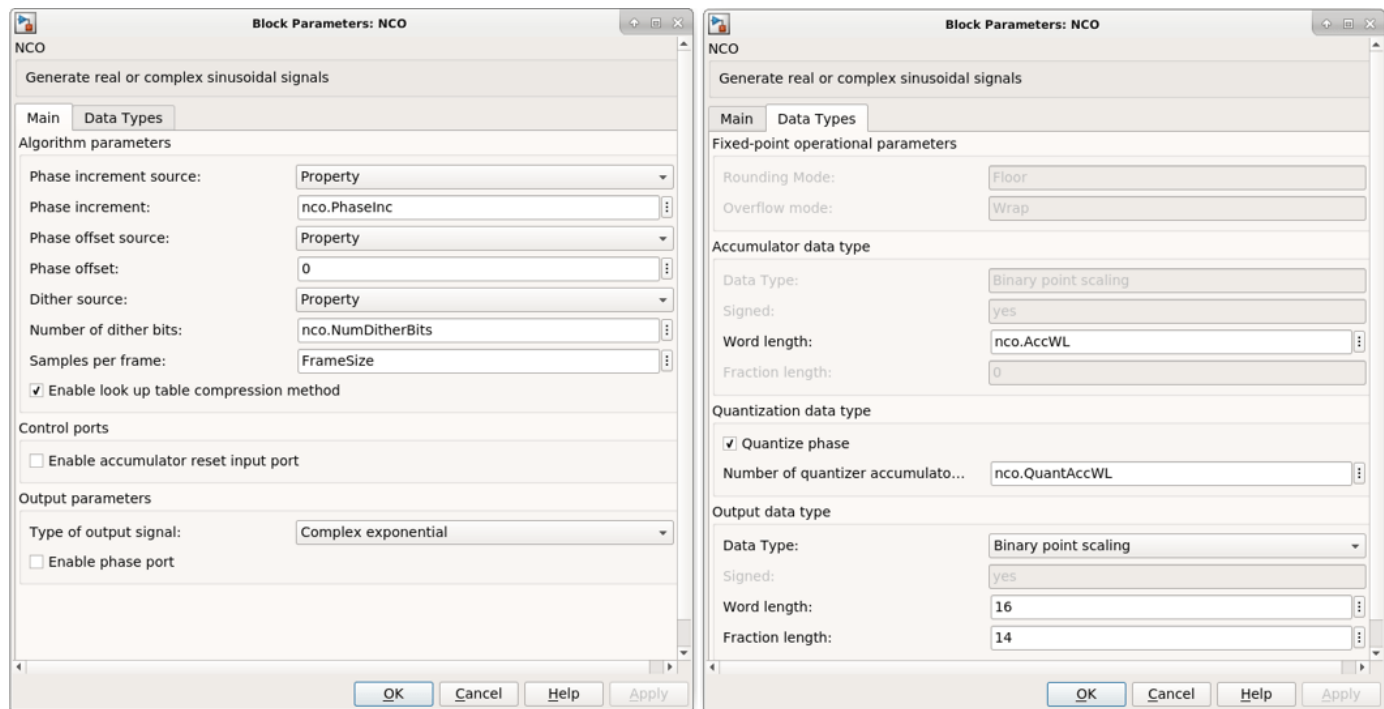 Block Parameters: NCO
NCO
Generate real or complex sinusoidal signals
Main Data Types
Algorithm parameters
Phase increment source: Property
Phase increment: nco.PhaseInc
Phase offset source: Property
Phase offset: 0
Dither source: Property
Number of dither bits: nco.NumDitherBits
Samples per frame: FrameSize
Enable look up table compression method
Control ports
Enable accumulator reset input port
Output parameters
Type of output signal: Complex exponential
Enable phase port
OK Cancel Help Apply
Block Parameters: NCO
NCO
Generate real or complex sinusoidal signals
Main Data Types
Fixed-point operational parameters
Rounding Mode: Floor
Overflow mode: Wrap
Accumulator data type
Data Type: Binary point scaling
Signed: yes
Word length: nco.AccWL
Fraction length: 0
Quantization data type
Quantize phase
Number of quantizer accumulato... nco.QuantAccWL
Output data type
Data Type: Binary point scaling
Signed: yes
Word length: 16
Fraction length: 14
OK Cancel Help Apply